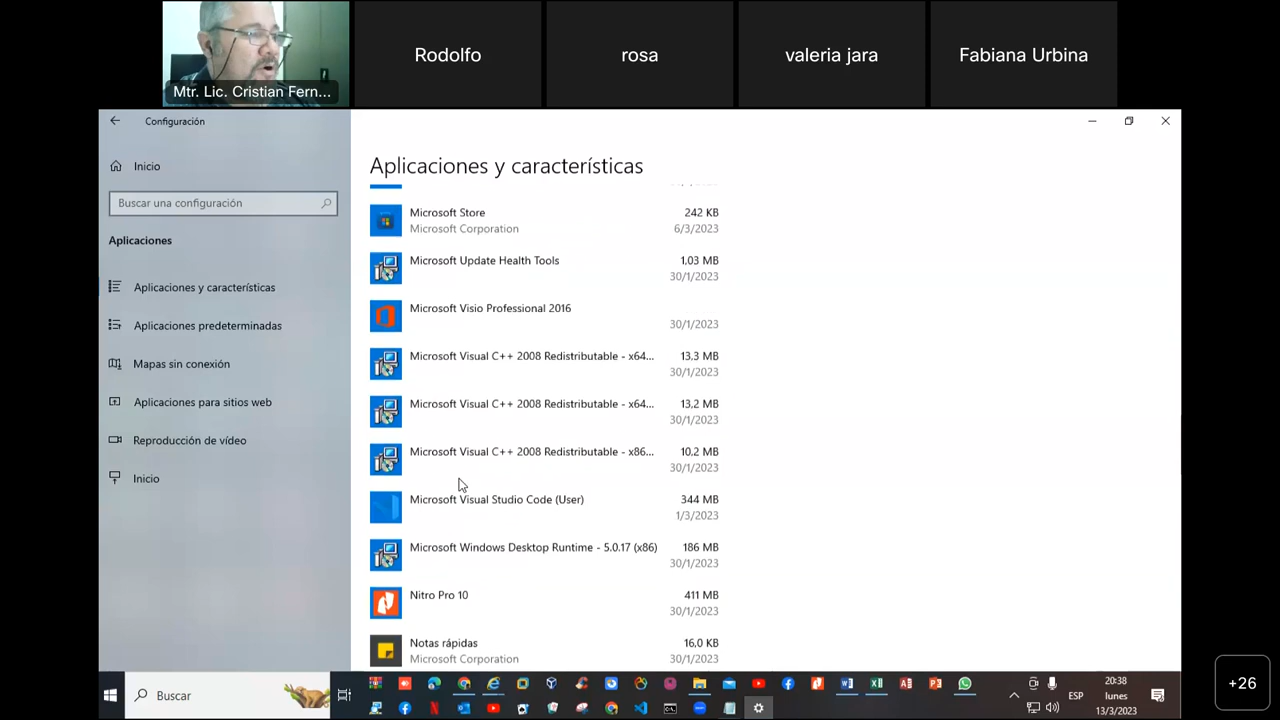 Mtr. Lic. Cristian Fern...
Rodolfo
rosa
valeria jara
Fabiana Urbina
Configuración
Inicio
Buscar una configuración
Aplicaciones
Aplicaciones y características
Aplicaciones predeterminadas
Mapas sin conexión
Aplicaciones para sitios web
Reproducción de vídeo
Inicio
Aplicaciones y características
Microsoft Store 242 KB
Microsoft Corporation 6/3/2023
Microsoft Update Health Tools 1,03 MB
30/1/2023
Microsoft Visio Professional 2016
30/1/2023
Microsoft Visual C++ 2008 Redistributable - x64... 13,3 MB
30/1/2023
Microsoft Visual C++ 2008 Redistributable - x64... 13,2 MB
30/1/2023
Microsoft Visual C++ 2008 Redistributable - x86... 10,2 MB
30/1/2023
Microsoft Visual Studio Code (User) 344 MB
1/3/2023
Microsoft Windows Desktop Runtime - 5.0.17 (x86) 186 MB
30/1/2023
Nitro Pro 10 411 MB
30/1/2023
Notas rápidas 16,0 KB
Microsoft Corporation 30/1/2023
+26
Buscar
ESP
20:38
lunes
13/3/2023